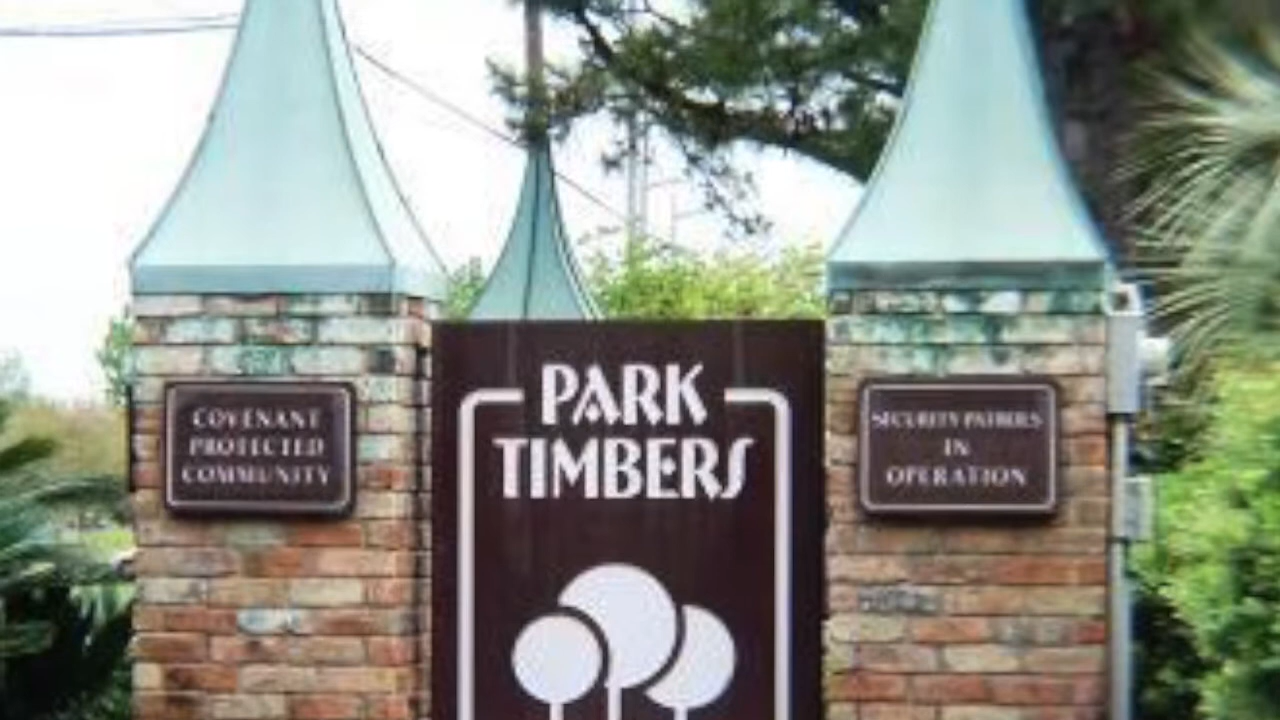 COVENANT
PROTECTED
COMMUNITY
PARK
TIMBERS
SECURITY PATROLS
IN
OPERATION